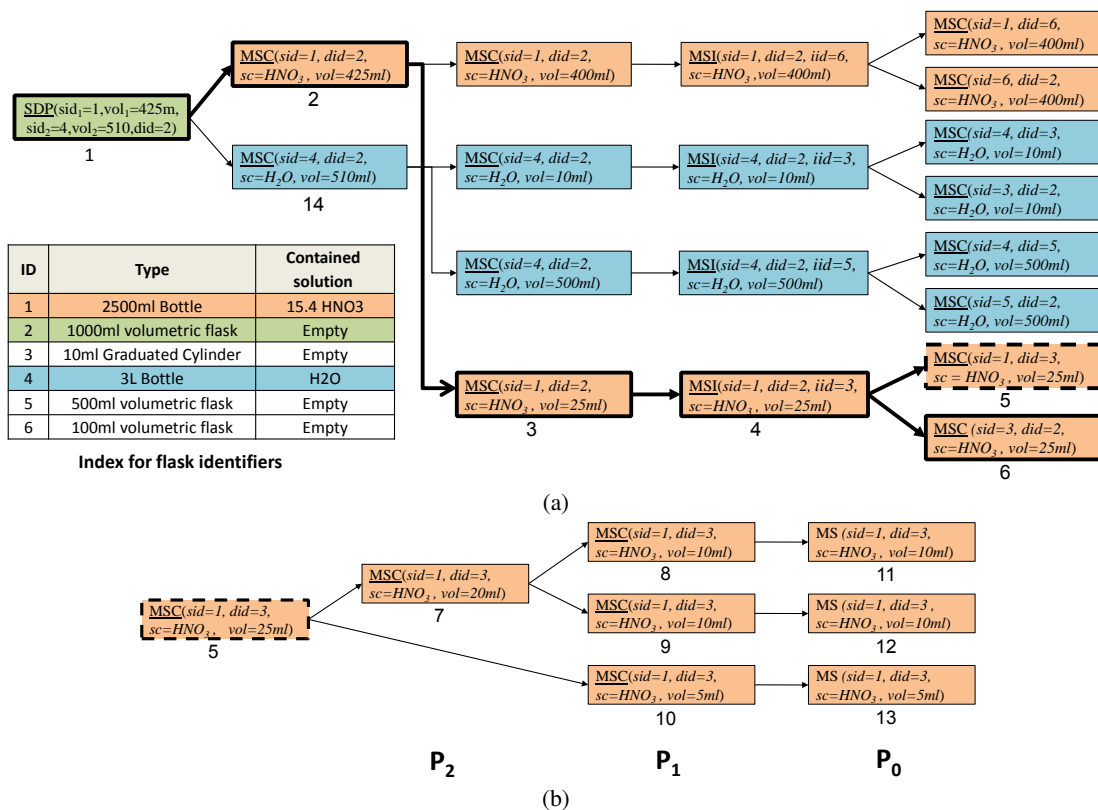 MSC(sid=1, did=2,
sc=HNO3, vol=425ml)
2
MSC(sid=1, did=2,
sc=HNO3, vol=400ml)
MSI(sid=1, did=2, iid=6,
sc=HNO3, vol=400ml)
MSC(sid=1, did=6,
sc=HNO3, vol=400ml)
MSC(sid=6, did=2,
sc=HNO3, vol=400ml)
SDP(sid1=1,vol1=425m,
sid2=4,vol2=510,did=2)
1
MSC(sid=4, did=2,
sc=H2O, vol=510ml)
14
MSC(sid=4, did=2,
sc=H2O, vol=10ml)
MSI(sid=4, did=2, iid=3,
sc=H2O, vol=10ml)
MSC(sid=4, did=3,
sc=H2O, vol=10ml)
MSC(sid=3, did=2,
sc=H2O, vol=10ml)
MSC(sid=4, did=2,
sc=H2O, vol=500ml)
MSI(sid=4, did=2, iid=5,
sc=H2O, vol=500ml)
MSC(sid=4, did=5,
sc=H2O, vol=500ml)
MSC(sid=5, did=2,
sc=H2O, vol=500ml)
ID Type Contained solution
1 2500ml Bottle 15.4 HNO3
2 1000ml volumetric flask Empty
3 10ml Graduated Cylinder Empty
4 3L Bottle H2O
5 500ml volumetric flask Empty
6 100ml volumetric flask Empty
Index for flask identifiers
MSC(sid=1, did=2,
sc=HNO3, vol=25ml)
3
MSI(sid=1, did=2, iid=3,
sc=HNO3, vol=25ml)
4
MSC(sid=1, did=3,
sc = HNO3, vol=25ml)
5
MSC (sid=3, did=2,
sc=HNO3, vol=25ml)
6
(a)
MSC(sid=1, did=3,
sc=HNO3, vol=25ml)
5
MSC(sid=1, did=3,
sc=HNO3, vol=20ml)
7
MSC(sid=1, did=3,
sc=HNO3, vol=10ml)
8
MS (sid=1, did=3,
sc=HNO3, vol=10ml)
11
MSC(sid=1, did=3,
sc=HNO3, vol=10ml)
9
MS (sid=1, did=3 ,
sc=HNO3, vol=10ml)
12
MSC(sid=1, did=3,
sc=HNO3, vol=5ml)
10
MS (sid=1, did=3,
sc=HNO3, vol=5ml)
13
P2 P1 P0
(b)